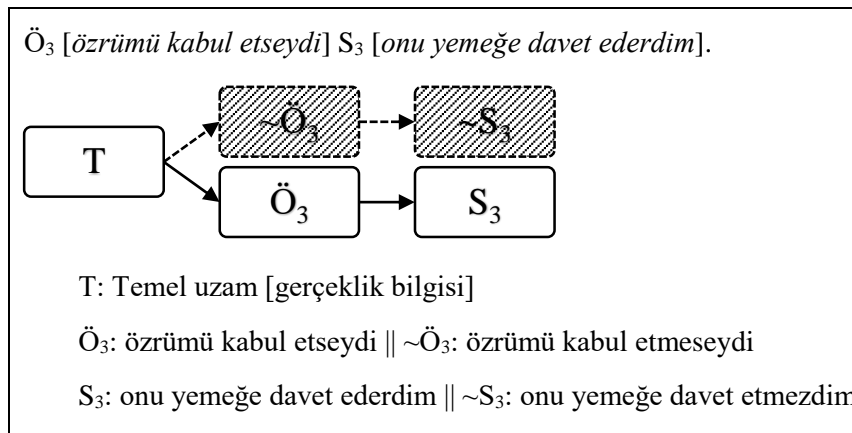 Ö₃ [özrümü kabul etseydi] S₃ [onu yemeğe davet ederdim].
~Ö₃ ~S₃
T
Ö₃ S₃
T: Temel uzam [gerçeklik bilgisi]
Ö₃: özrümü kabul etseydi || ~Ö₃: özrümü kabul etmeseydi
S₃: onu yemeğe davet ederdim || ~S₃: onu yemeğe davet etmezdim